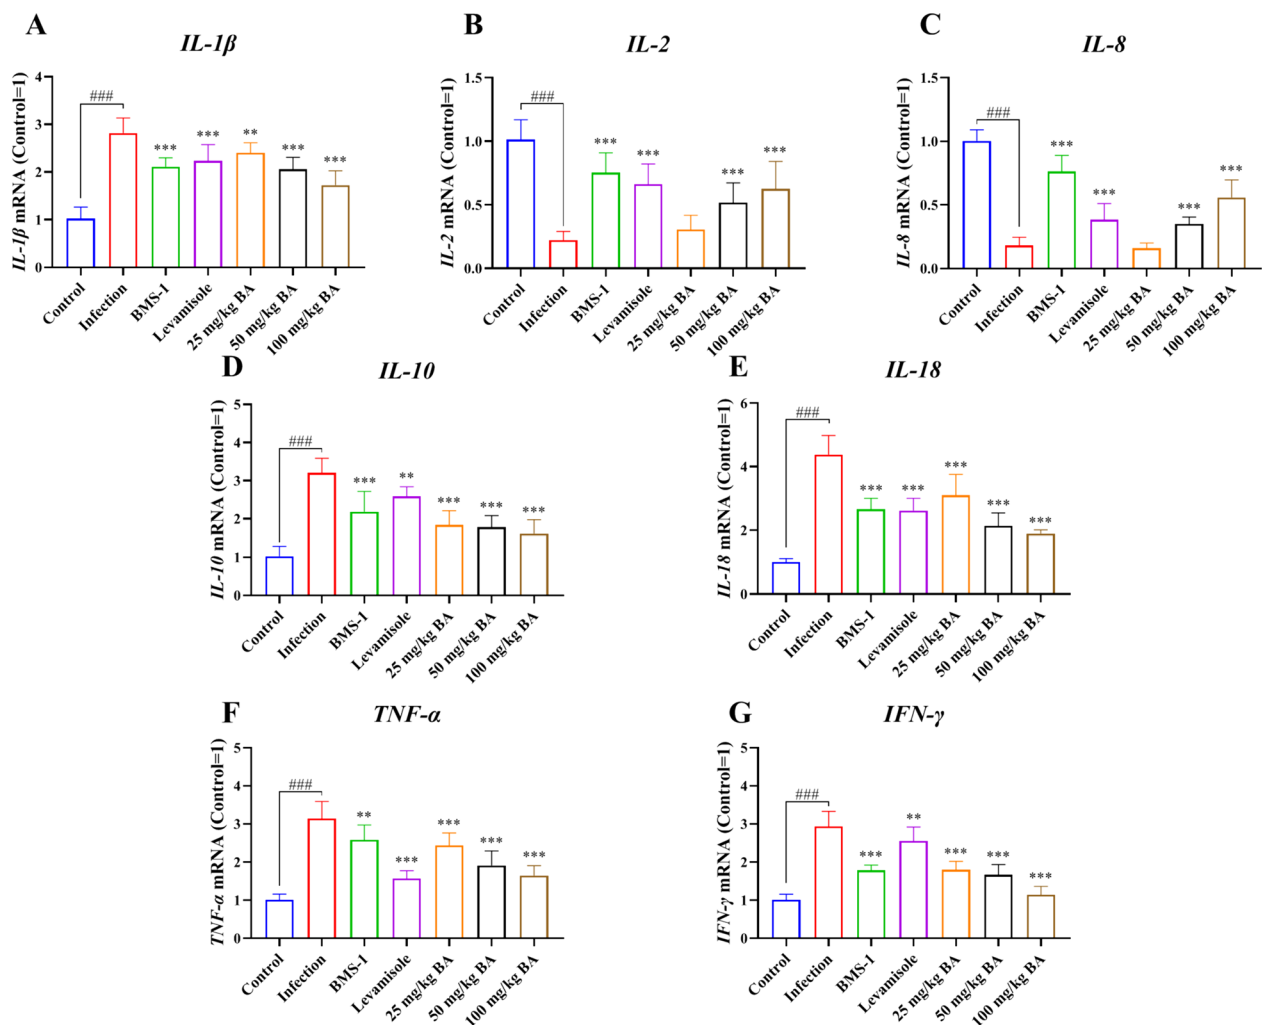 A
IL-1β
IL-1β mRNA (Control=1)
4
3
2
1
0
###
***
***
**
***
***
Control
Infection
BMS-1
Levamisole
25 mg/kg BA
50 mg/kg BA
100 mg/kg BA
B
IL-2
IL-2 mRNA (Control=1)
1.5
1.0
0.5
0.0
###
***
***
***
***
Control
Infection
BMS-1
Levamisole
25 mg/kg BA
50 mg/kg BA
100 mg/kg BA
C
IL-8
IL-8 mRNA (Control=1)
1.5
1.0
0.5
0.0
###
***
***
***
***
Control
Infection
BMS-1
Levamisole
25 mg/kg BA
50 mg/kg BA
100 mg/kg BA
D
IL-10
IL-10 mRNA (Control=1)
5
4
3
2
1
0
###
***
**
***
***
***
Control
Infection
BMS-1
Levamisole
25 mg/kg BA
50 mg/kg BA
100 mg/kg BA
E
IL-18
IL-18 mRNA (Control=1)
6
4
2
0
###
***
***
***
***
***
Control
Infection
BMS-1
Levamisole
25 mg/kg BA
50 mg/kg BA
100 mg/kg BA
F
TNF-α
TNF-α mRNA (Control=1)
5
4
3
2
1
0
###
**
***
***
***
***
Control
Infection
BMS-1
Levamisole
25 mg/kg BA
50 mg/kg BA
100 mg/kg BA
G
IFN-γ
IFN-γ mRNA (Control=1)
5
4
3
2
1
0
###
***
**
***
***
***
Control
Infection
BMS-1
Levamisole
25 mg/kg BA
50 mg/kg BA
100 mg/kg BA